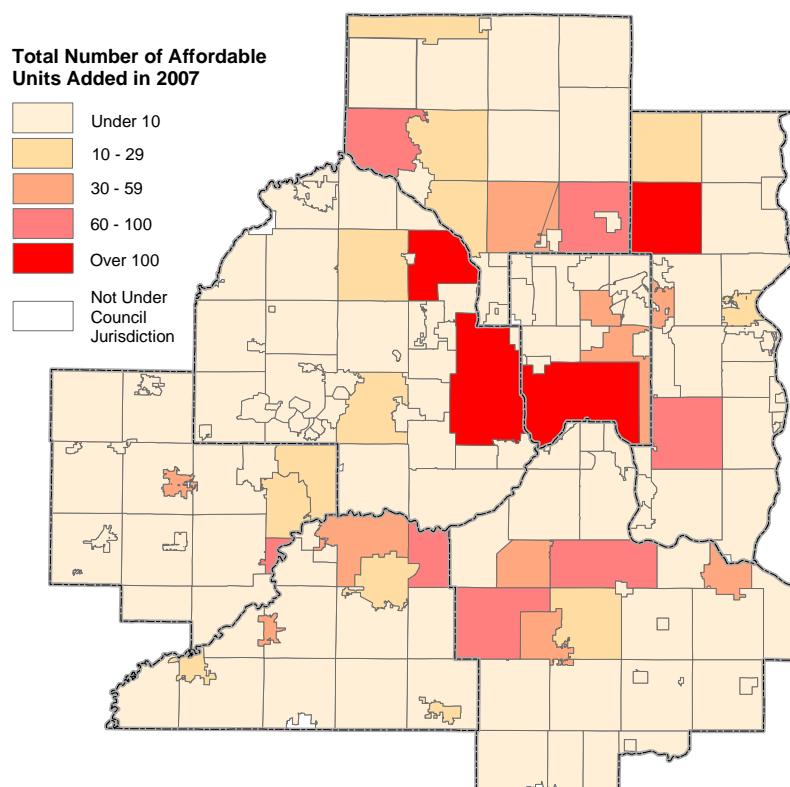 Total Number of Affordable
Units Added in 2007
Under 10
10 - 29
30 - 59
60 - 100
Over 100
Not Under
Council
Jurisdiction